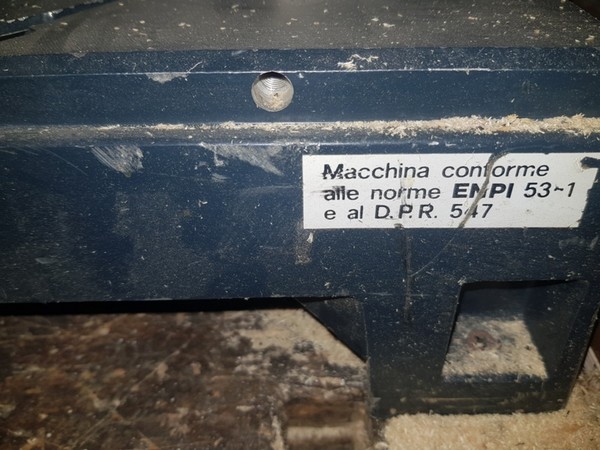 Macchina conforme
alle norme ENPI 53-1
e al D.P.R. 547